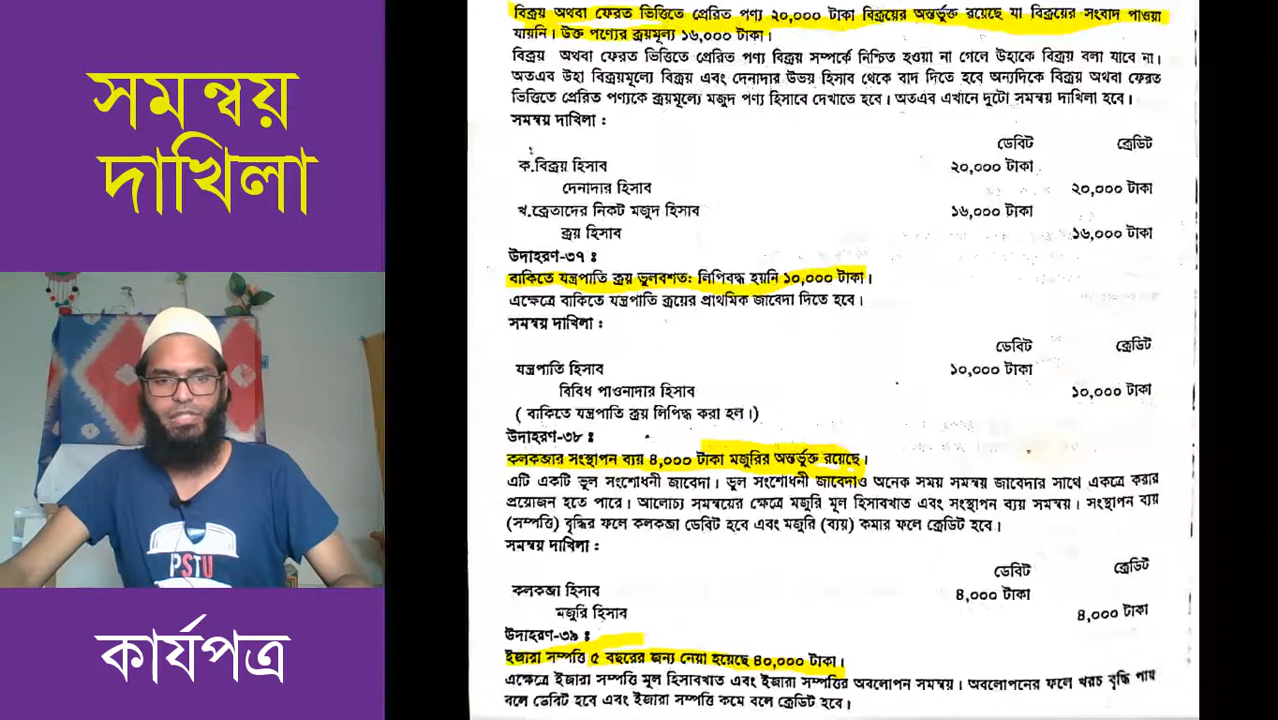 সমন্বয়
দাখিলা
PSTU
কার্যপত্র
বিক্রয় অথবা ফেরত ভিত্তিতে প্রেরিত পণ্য ২০,০০০ টাকা বিক্রয়ের অন্তর্ভুক্ত রয়েছে যা বিক্রয়ের সংবাদ পাওয়া
যায়নি। উক্ত পণ্যের ক্রয়মূল্য ১৬,০০০ টাকা।
বিক্রয় অথবা ফেরত ভিত্তিতে প্রেরিত পণ্য বিক্রয় সম্পর্কে নিশ্চিত হওয়া না গেলে উহাকে বিক্রয় বলা যাবে না।
অতএব উহা বিক্রয়মূল্যে বিক্রয় এবং দেনাদার উভয় হিসাব থেকে বাদ দিতে হবে অন্যদিকে বিক্রয় অথবা ফেরত
ভিত্তিতে প্রেরিত পণ্যকে ক্রয়মূল্যে মজুদ পণ্য হিসাবে দেখাতে হবে। অতএব এখানে দুটো সমন্বয় দাখিলা হবে।
সমন্বয় দাখিলা :
ডেবিট ক্রেডিট
ক.বিক্রয় হিসাব ২০,০০০ টাকা
দেনাদার হিসাব ২০,০০০ টাকা
খ.ক্রেতাদের নিকট মজুদ হিসাব ১৬,০০০ টাকা
ক্রয় হিসাব ১৬,০০০ টাকা
উদাহরণ-৩৭ :
বাকিতে যন্ত্রপাতি ক্রয় ভুলবশত: লিপিবদ্ধ হয়নি ১০,০০০ টাকা।
এক্ষেত্রে বাকিতে যন্ত্রপাতি ক্রয়ের প্রাথমিক জাবেদা দিতে হবে।
সমন্বয় দাখিলা :
ডেবিট ক্রেডিট
যন্ত্রপাতি হিসাব ১০,০০০ টাকা
বিবিধ পাওনাদার হিসাব ১০,০০০ টাকা
( বাকিতে যন্ত্রপাতি ক্রয় লিপিদ্ধ করা হল।)
উদাহরণ-৩৮ :
কলকব্জার সংস্থাপন ব্যয় ৪,০০০ টাকা মজুরির অন্তর্ভুক্ত রয়েছে।
এটি একটি ভুল সংশোধনী জাবেদা। ভুল সংশোধনী জাবেদাও অনেক সময় সমন্বয় জাবেদার সাথে একত্রে করার
প্রয়োজন হতে পারে। আলোচ্য সমন্বয়ের ক্ষেত্রে মজুরি মূল হিসাবখাত এবং সংস্থাপন ব্যয় সমন্বয়। সংস্থাপন ব্যয়
(সম্পত্তি) বৃদ্ধির ফলে কলকব্জা ডেবিট হবে এবং মজুরি (ব্যয়) কমার ফলে ক্রেডিট হবে।
সমন্বয় দাখিলা :
ডেবিট ক্রেডিট
কলকব্জা হিসাব ৪,০০০ টাকা
মজুরি হিসাব ৪,০০০ টাকা
উদাহরণ-৩৯ :
ইজারা সম্পত্তি ৫ বছরের জন্য নেয়া হয়েছে ৪০,০০০ টাকা।
এক্ষেত্রে ইজারা সম্পত্তি মূল হিসাবখাত এবং ইজারা সম্পত্তির অবলোপন সমন্বয়। অবলোপনের ফলে খরচ বৃদ্ধি পায়
বলে ডেবিট হবে এবং ইজারা সম্পত্তি কমে বলে ক্রেডিট হবে।